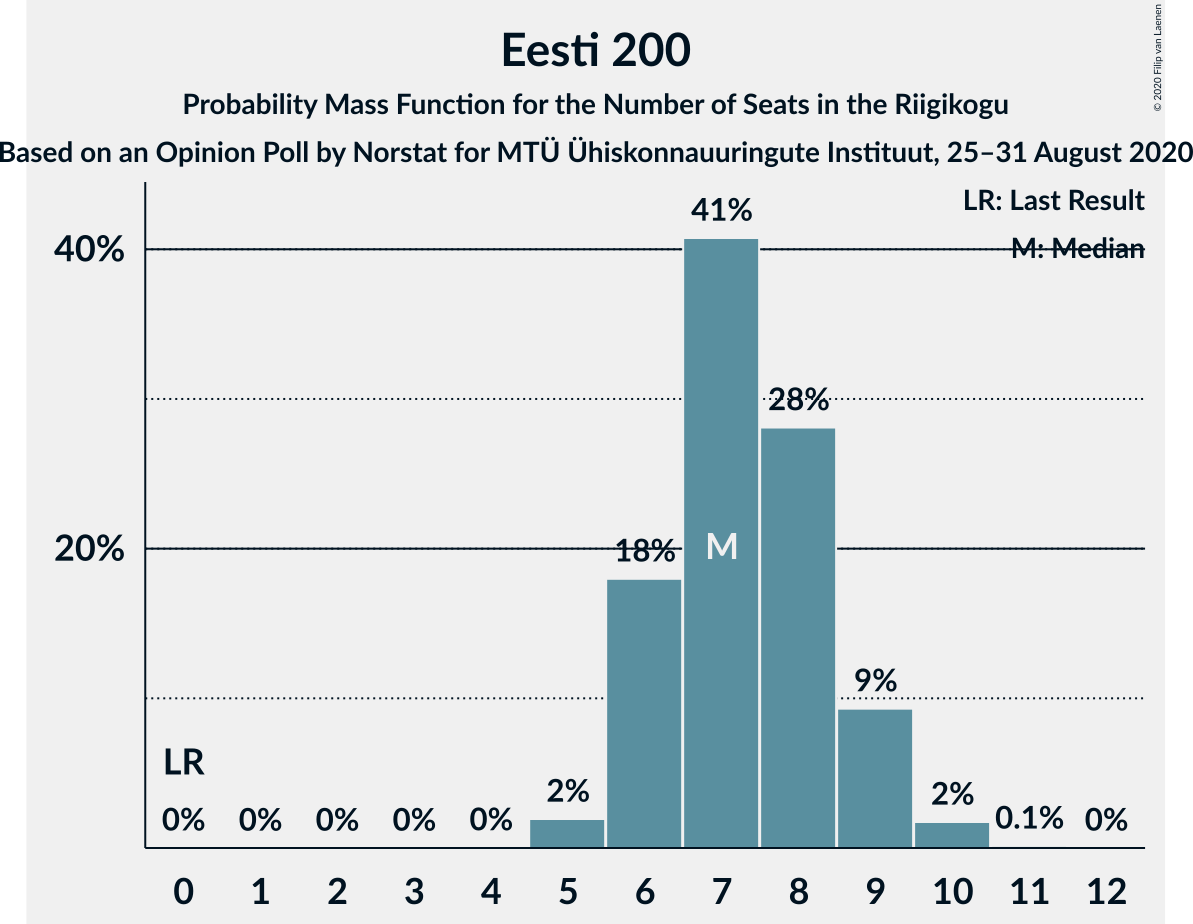 Eesti 200
Probability Mass Function for the Number of Seats in the Riigikogu
Based on an Opinion Poll by Norstat for MTÜ Ühiskonnauuringute Instituut, 25–31 August 2020
© 2020 Filip van Laenen
LR: Last Result
M: Median
41%
40%
28%
20%
18%
M
9%
LR
0%
0%
0%
0%
0%
2%
2%
0.1%
0%
0 1 2 3 4 5 6 7 8 9 10 11 12